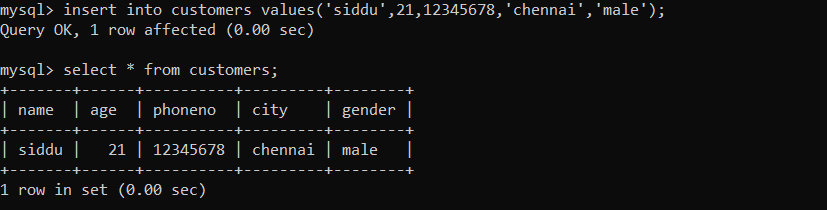 mysql> insert into customers values('siddu',21,12345678,'chennai','male');
Query OK, 1 row affected (0.00 sec)

mysql> select * from customers;
+-------+------+----------+---------+--------+
| name  | age  | phoneno  | city    | gender |
+-------+------+----------+---------+--------+
| siddu |   21 | 12345678 | chennai | male   |
+-------+------+----------+---------+--------+
1 row in set (0.00 sec)